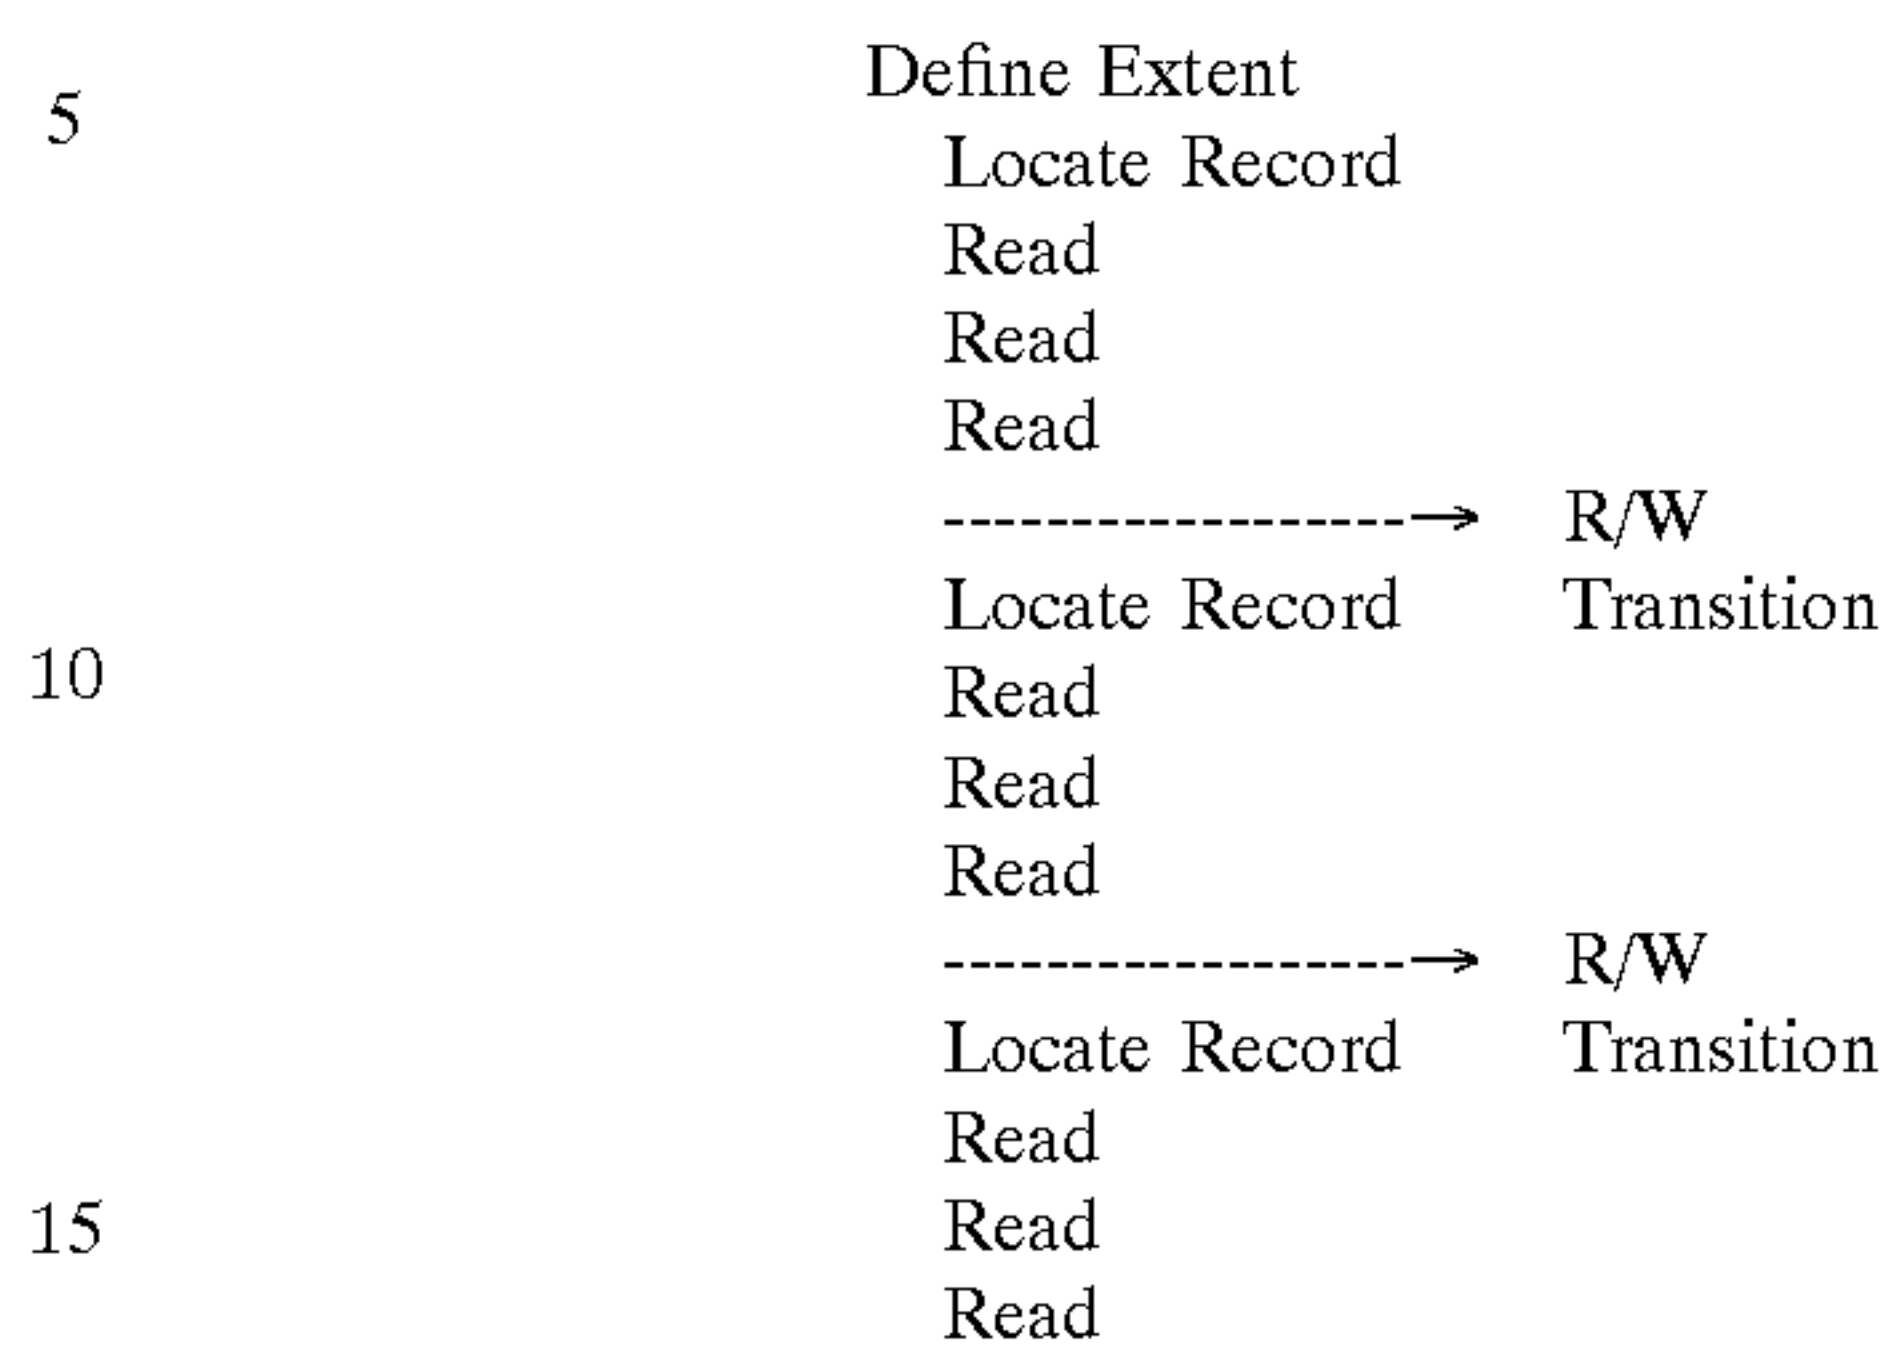 Define Extent
5
Locate Record
Read
Read
Read
------------------→ R/W
Locate Record Transition
10
Read
Read
Read
------------------→ R/W
Locate Record Transition
Read
15
Read
Read